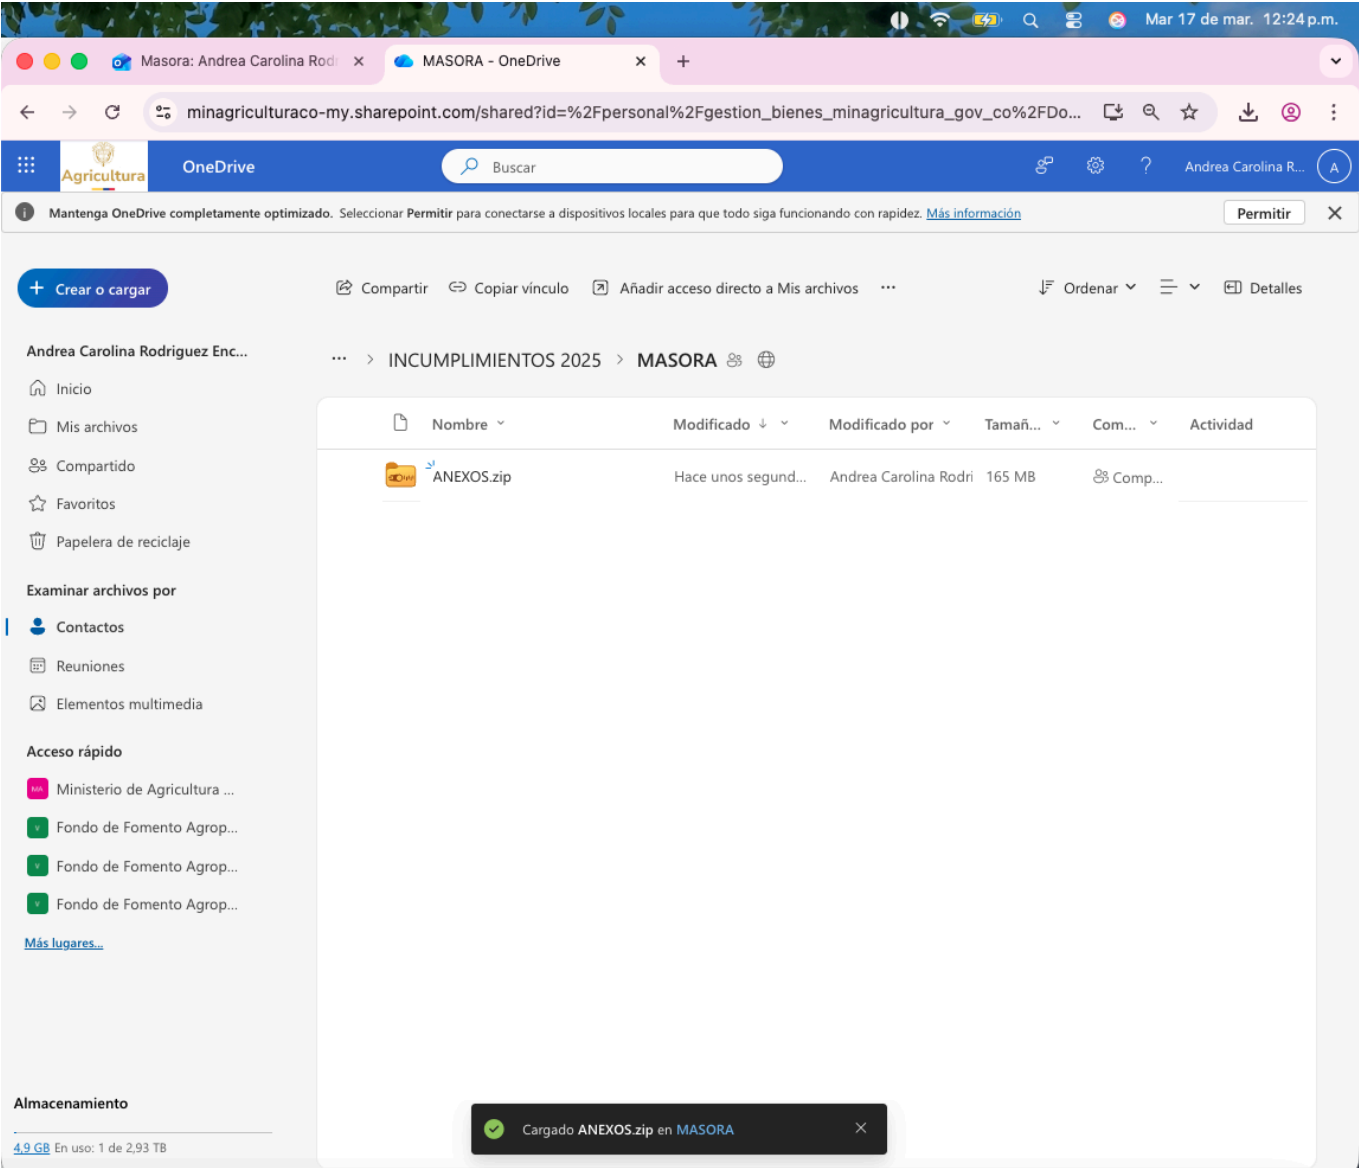 Mar 17 de mar. 12:24 p.m.
Masora: Andrea Carolina Rod
MASORA - OneDrive
minagriculturaco-my.sharepoint.com/shared?id=%2Fpersonal%2Fgestion_bienes_minagricultura_gov_co%2FDo...
Agricultura
OneDrive
Buscar
Andrea Carolina R...
A
Mantenga OneDrive completamente optimizado. Seleccionar Permitir para conectarse a dispositivos locales para que todo siga funcionando con rapidez. Más información
Permitir
Crear o cargar
Compartir
Copiar vínculo
Añadir acceso directo a Mis archivos
...
Ordenar
Detalles
Andrea Carolina Rodriguez Enc...
Inicio
Mis archivos
Compartido
Favoritos
Papelera de reciclaje
Examinar archivos por
Contactos
Reuniones
Elementos multimedia
Acceso rápido
MA Ministerio de Agricultura ...
V Fondo de Fomento Agrop...
V Fondo de Fomento Agrop...
V Fondo de Fomento Agrop...
Más lugares...
Almacenamiento
4,9 GB En uso: 1 de 2,93 TB
... > INCUMPLIMIENTOS 2025 > MASORA
Nombre Modificado Modificado por Tamañ... Com... Actividad
ANEXOS.zip Hace unos segund... Andrea Carolina Rodri 165 MB Comp...
Cargado ANEXOS.zip en MASORA